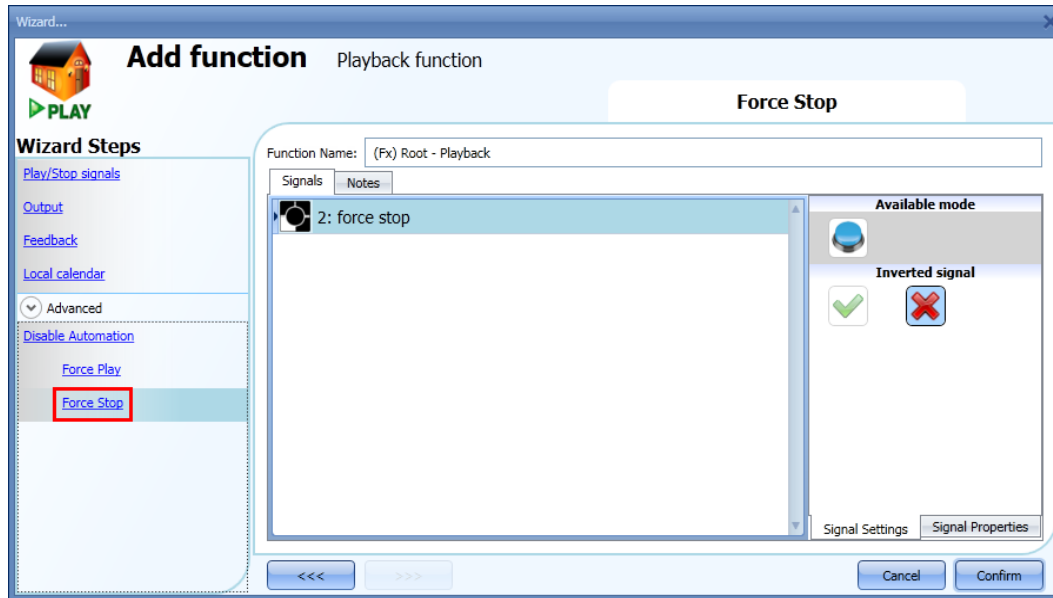 Wizard...
Add function Playback function
PLAY
Force Stop
Wizard Steps
Play/Stop signals
Output
Feedback
Local calendar
Advanced
Disable Automation
Force Play
Force Stop
Function Name: (Fx) Root - Playback
Signals Notes
2: force stop
Available mode
Inverted signal
Signal Settings Signal Properties
<<< >>> Cancel Confirm